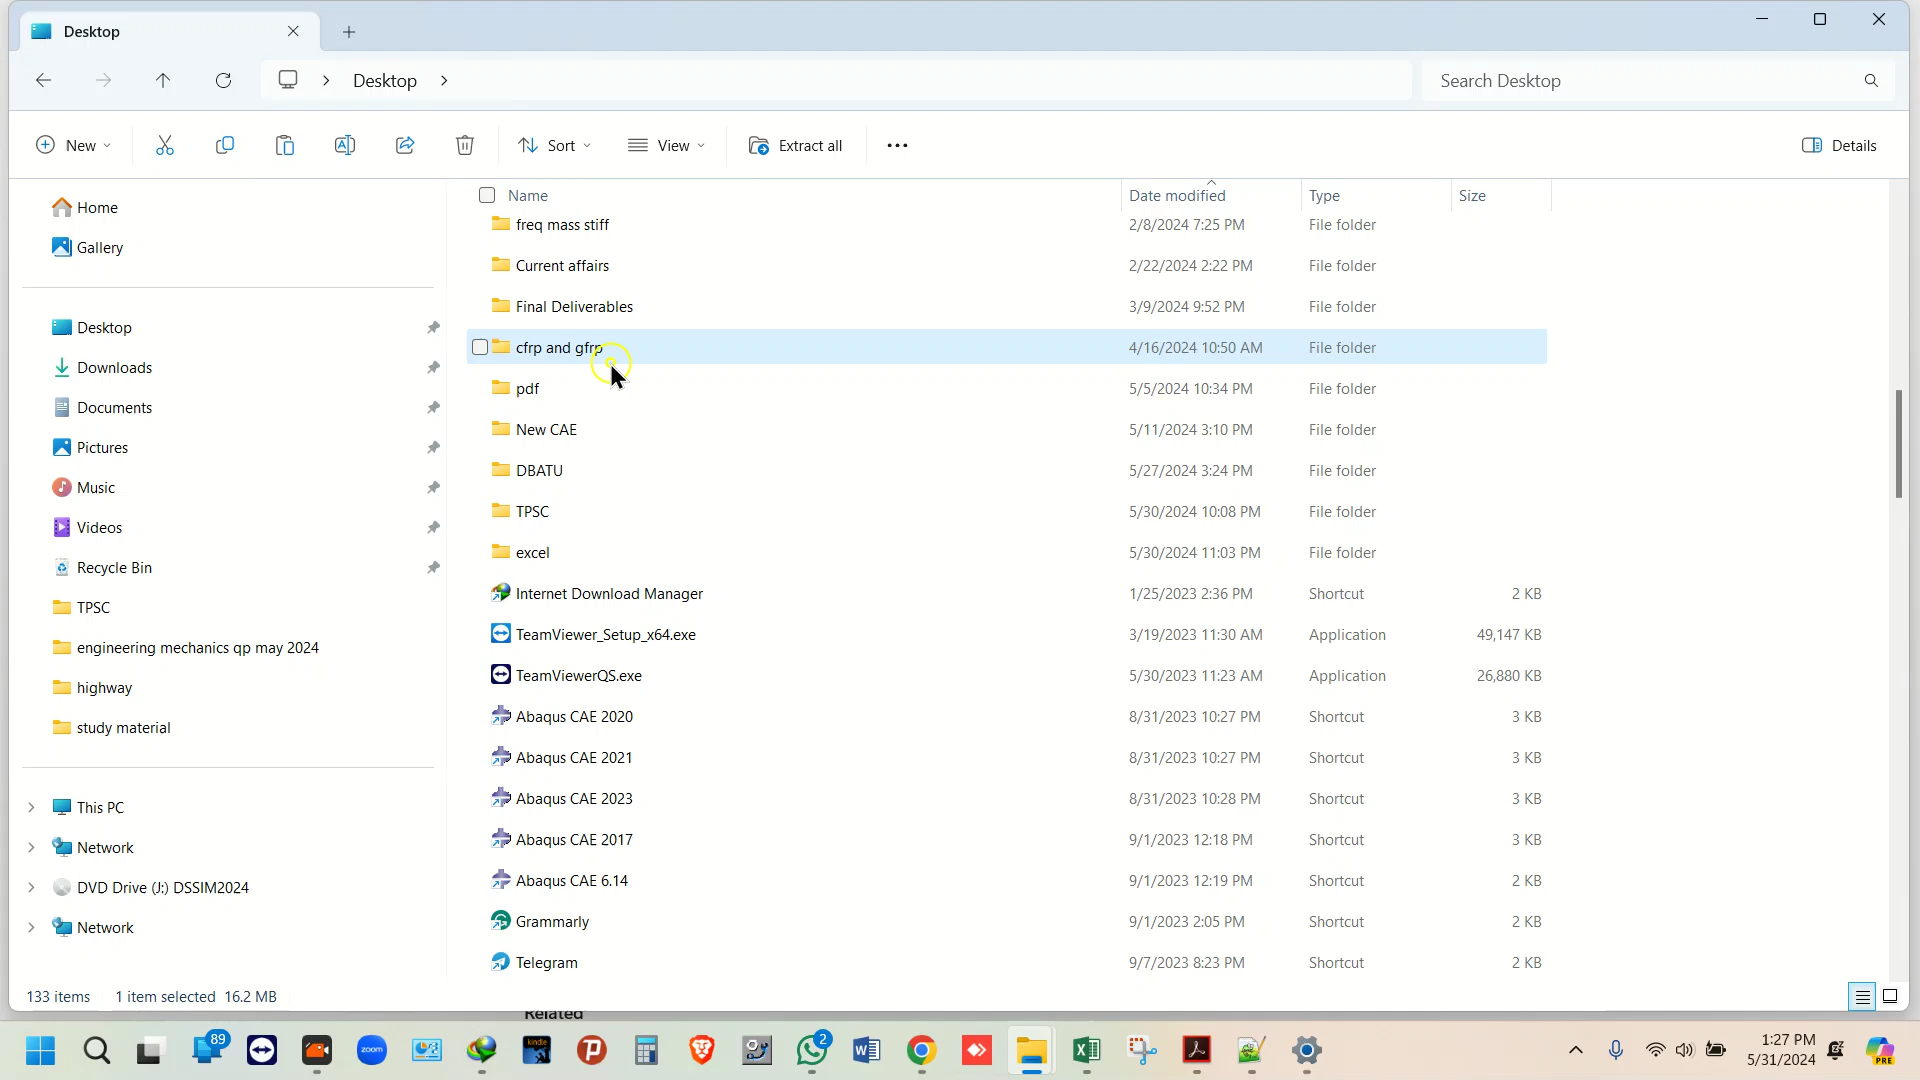 Desktop
Desktop
Search Desktop
New
Sort
View
Extract all
Details
Home
Gallery
Desktop
Downloads
Documents
Pictures
Music
Videos
Recycle Bin
TPSC
engineering mechanics qp may 2024
highway
study material
This PC
Network
DVD Drive (J:) DSSIM2024
Network
Name Date modified Type Size
freq mass stiff 2/8/2024 7:25 PM File folder
Current affairs 2/22/2024 2:22 PM File folder
Final Deliverables 3/9/2024 9:52 PM File folder
cfrp and gfrp 4/16/2024 10:50 AM File folder
pdf 5/5/2024 10:34 PM File folder
New CAE 5/11/2024 3:10 PM File folder
DBATU 5/27/2024 3:24 PM File folder
TPSC 5/30/2024 10:08 PM File folder
excel 5/30/2024 11:03 PM File folder
Internet Download Manager 1/25/2023 2:36 PM Shortcut 2 KB
TeamViewer_Setup_x64.exe 3/19/2023 11:30 AM Application 49,147 KB
TeamViewerQS.exe 5/30/2023 11:23 AM Application 26,880 KB
Abaqus CAE 2020 8/31/2023 10:27 PM Shortcut 3 KB
Abaqus CAE 2021 8/31/2023 10:27 PM Shortcut 3 KB
Abaqus CAE 2023 8/31/2023 10:28 PM Shortcut 3 KB
Abaqus CAE 2017 9/1/2023 12:18 PM Shortcut 3 KB
Abaqus CAE 6.14 9/1/2023 12:19 PM Shortcut 2 KB
Grammarly 9/1/2023 2:05 PM Shortcut 2 KB
Telegram 9/7/2023 8:23 PM Shortcut 2 KB
133 items 1 item selected 16.2 MB
Related
89
zoom
kindle
2
1:27 PM
5/31/2024
PRE